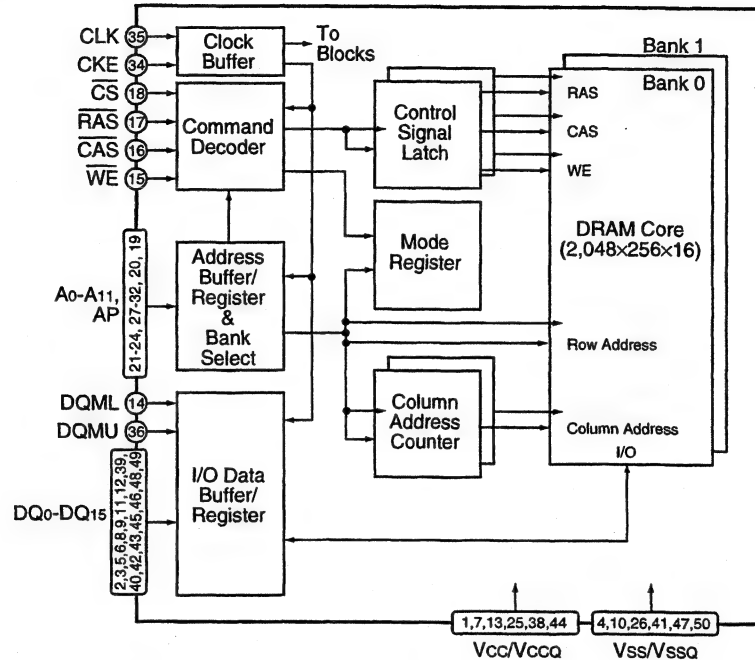 CLK 35
CKE 34
CS 18
RAS 17
CAS 16
WE 15
Clock
Buffer
To
Blocks
Command
Decoder
Control
Signal
Latch
Bank 1
Bank 0
RAS
CAS
WE
DRAM Core
(2,048×256×16)
A0-A11,
AP
21-24, 27-32, 20, 19
Address
Buffer/
Register
&
Bank
Select
Mode
Register
Row Address
DQML 14
DQMU 36
DQ0-DQ15
2,3,5,6,8,9,11,12,39,
40,42,43,45,46,48,49
I/O Data
Buffer/
Register
Column
Address
Counter
Column Address
I/O
1,7,13,25,38,44
VCC/VCCQ
4,10,26,41,47,50
VSS/VSSQ